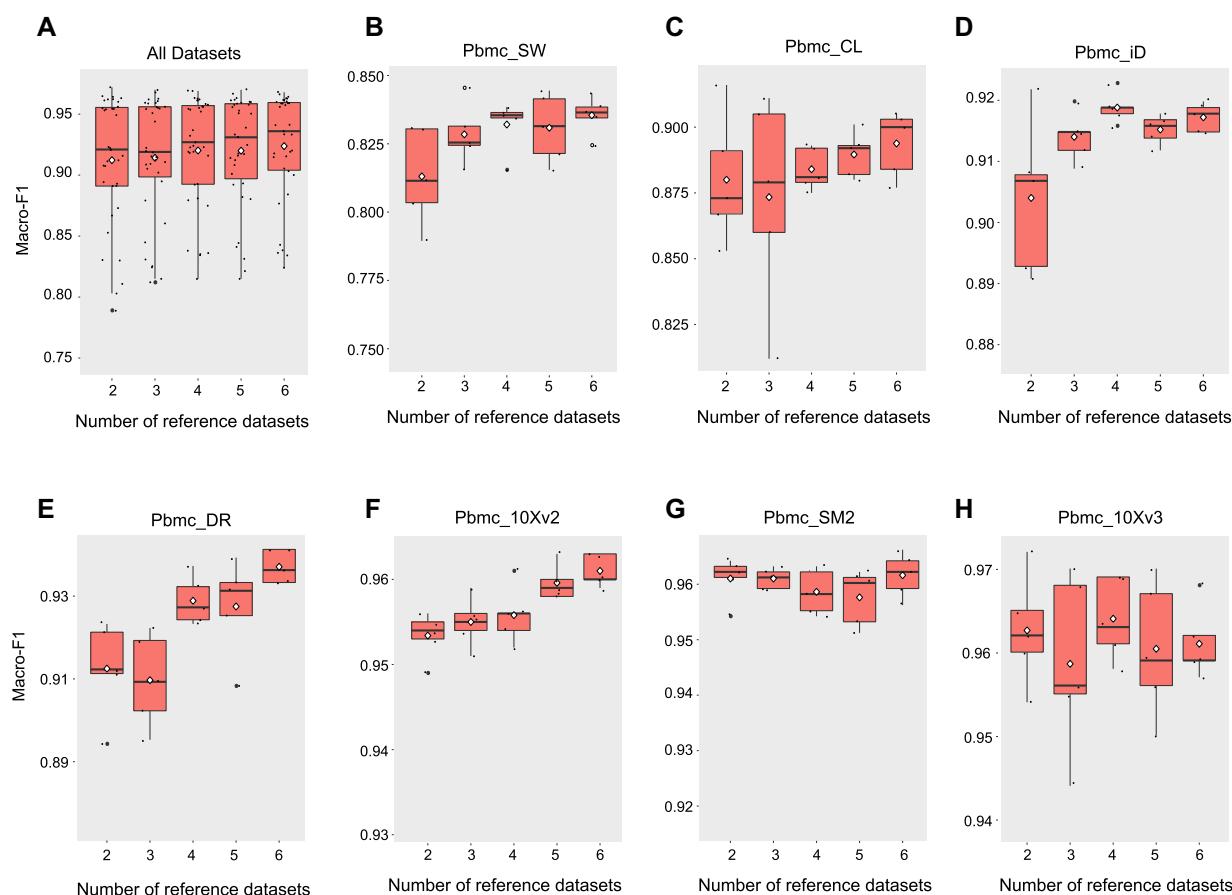 A
All Datasets
Macro-F1
0.95
0.90
0.85
0.80
0.75
2 3 4 5 6
Number of reference datasets
B
Pbmc_SW
0.850
0.825
0.800
0.775
0.750
2 3 4 5 6
Number of reference datasets
C
Pbmc_CL
0.900
0.875
0.850
0.825
2 3 4 5 6
Number of reference datasets
D
Pbmc_iD
0.92
0.91
0.90
0.89
0.88
2 3 4 5 6
Number of reference datasets
E
Pbmc_DR
Macro-F1
0.93
0.91
0.89
2 3 4 5 6
Number of reference datasets
F
Pbmc_10Xv2
0.96
0.95
0.94
0.93
2 3 4 5 6
Number of reference datasets
G
Pbmc_SM2
0.96
0.95
0.94
0.93
0.92
2 3 4 5 6
Number of reference datasets
H
Pbmc_10Xv3
0.97
0.96
0.95
0.94
2 3 4 5 6
Number of reference datasets